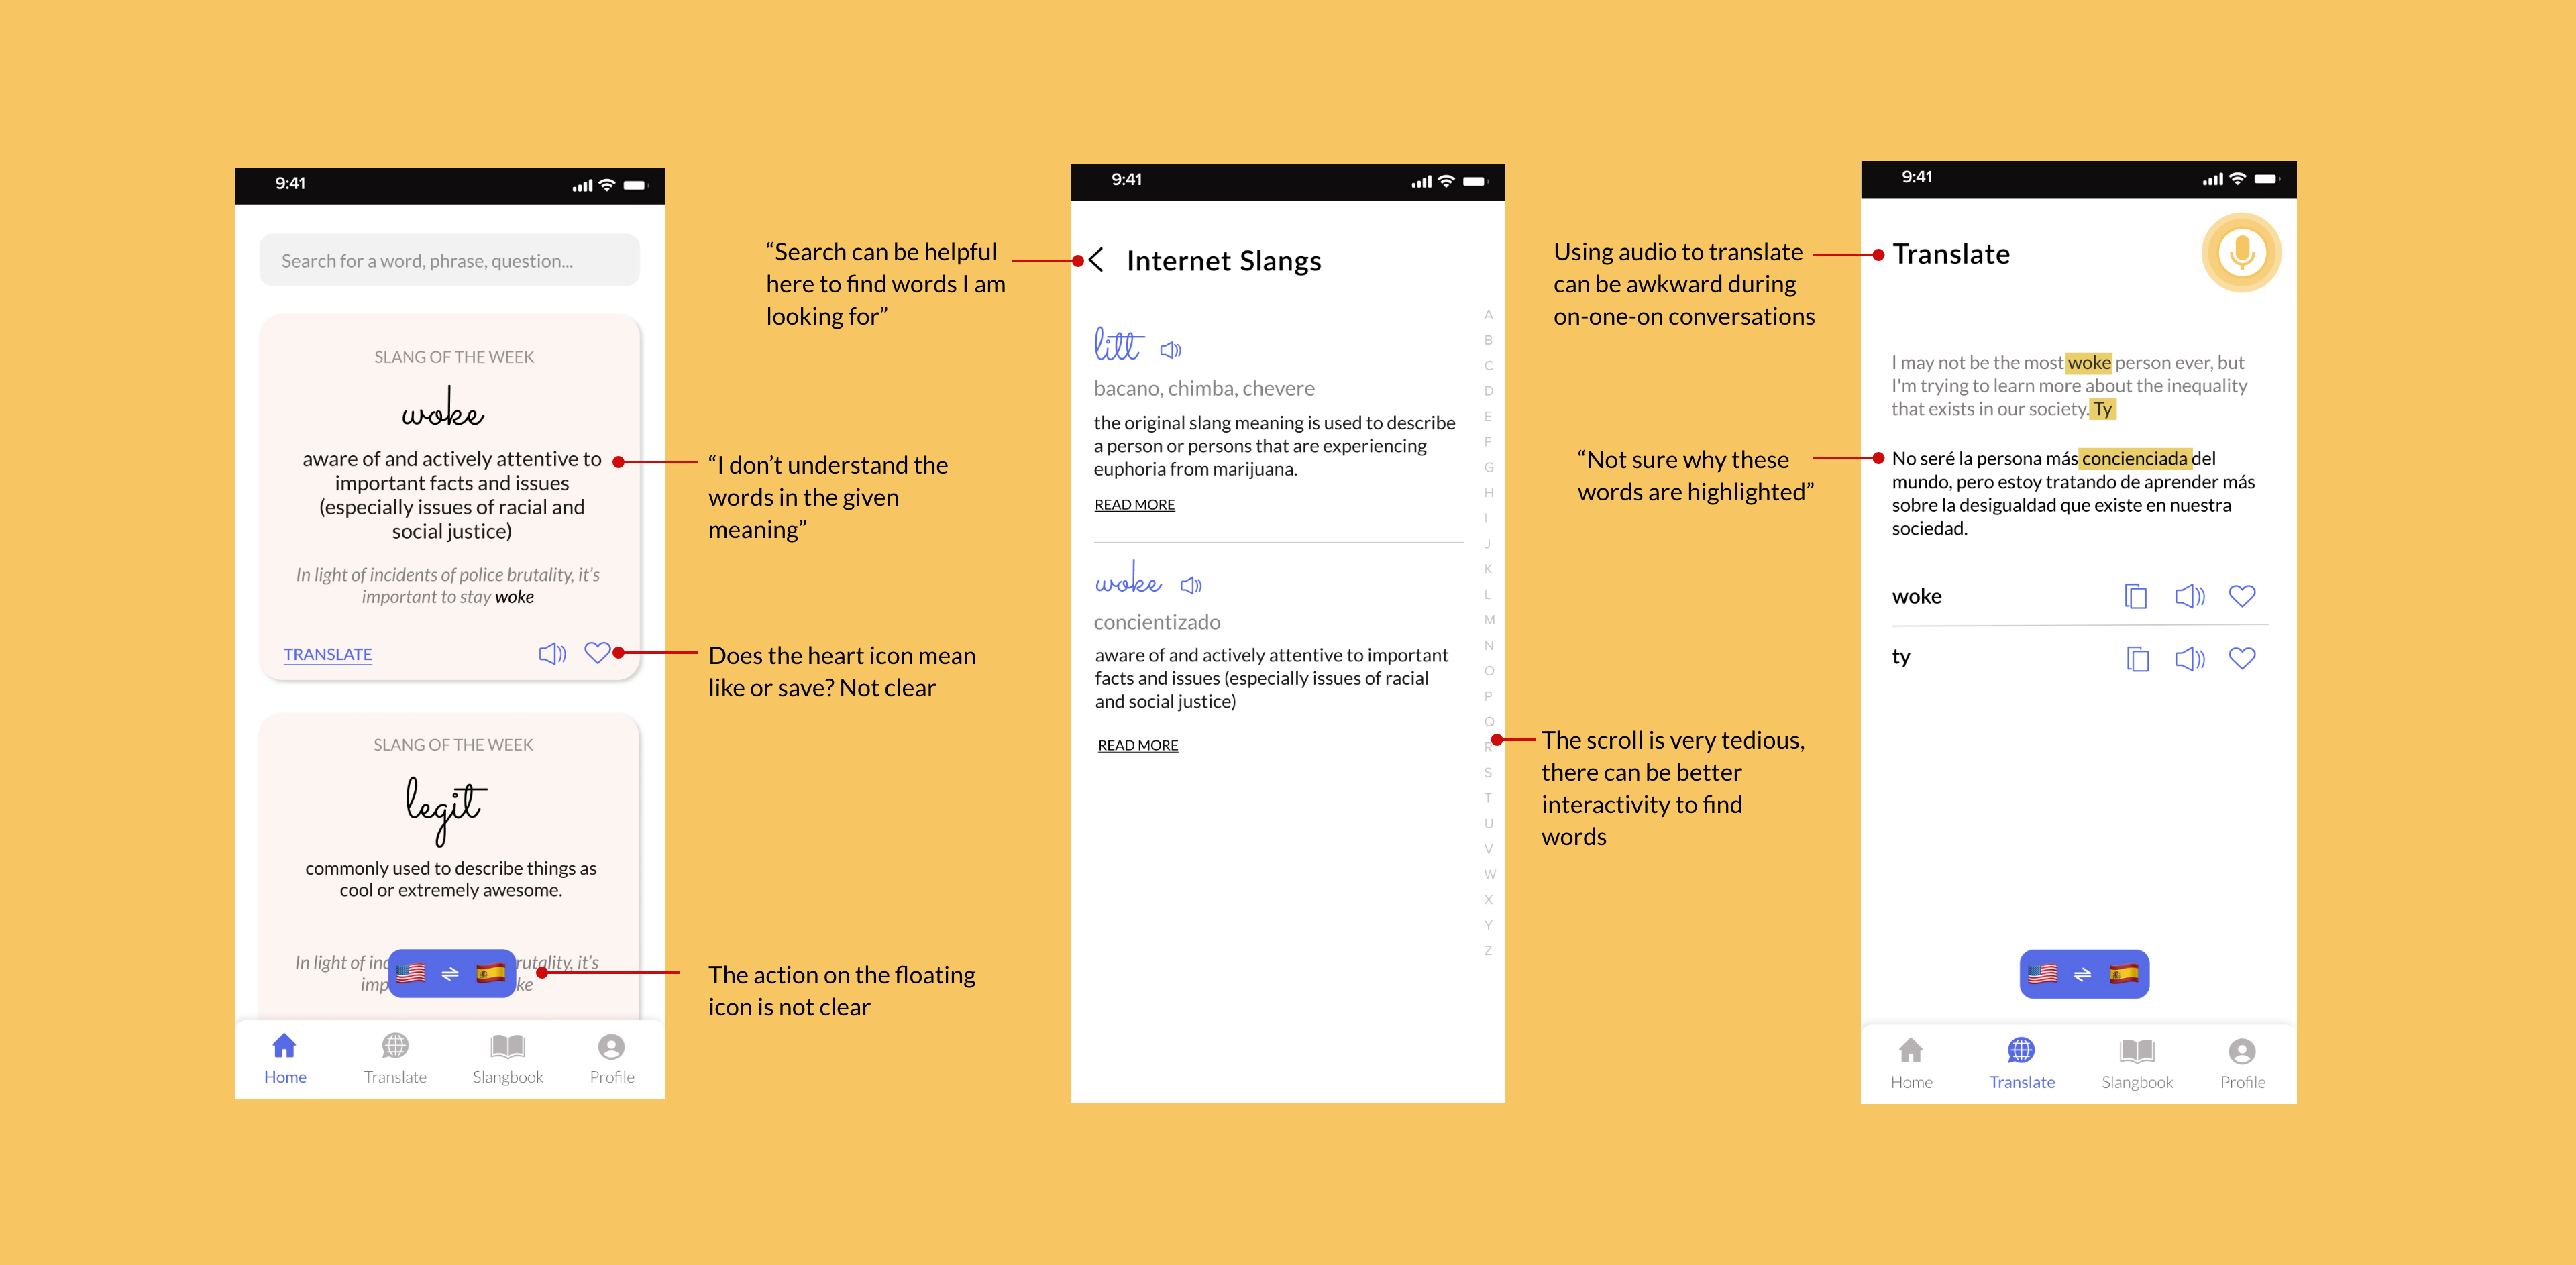 9:41
Search for a word, phrase, question...
SLANG OF THE WEEK
woke
aware of and actively attentive to
important facts and issues
(especially issues of racial and
social justice)
In light of incidents of police brutality, it’s
important to stay woke
TRANSLATE
SLANG OF THE WEEK
legit
commonly used to describe things as
cool or extremely awesome.
In light of inc rutality, it’s
imp ke
Home
Translate
Slangbook
Profile
“I don’t understand the
words in the given
meaning”
Does the heart icon mean
like or save? Not clear
The action on the floating
icon is not clear
“Search can be helpful
here to find words I am
looking for”
9:41
Internet Slangs
litt
bacano, chimba, chevere
the original slang meaning is used to describe
a person or persons that are experiencing
euphoria from marijuana.
READ MORE
woke
concientizado
aware of and actively attentive to important
facts and issues (especially issues of racial
and social justice)
READ MORE
A
B
C
D
E
F
G
H
I
J
K
L
M
N
O
P
Q
R
S
T
U
V
W
X
Y
Z
The scroll is very tedious,
there can be better
interactivity to find
words
Using audio to translate
can be awkward during
on-one-on conversations
“Not sure why these
words are highlighted”
9:41
Translate
I may not be the most woke person ever, but
I'm trying to learn more about the inequality
that exists in our society. Ty
No seré la persona más concienciada del
mundo, pero estoy tratando de aprender más
sobre la desigualdad que existe en nuestra
sociedad.
woke
ty
Home
Translate
Slangbook
Profile